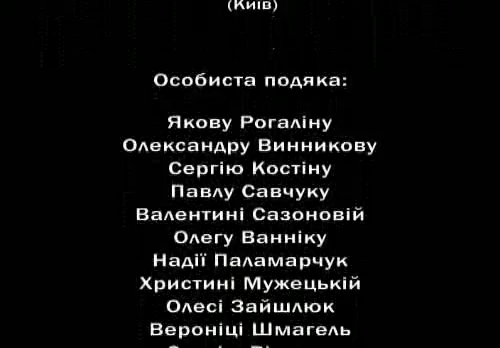 (Київ)
Особиста подяка:
Якову Рогаліну
Олександру Винникову
Сергію Костіну
Павлу Савчуку
Валентині Сазоновій
Олегу Ванніку
Надії Паламарчук
Христині Мужецькій
Олесі Зайшлюк
Вероніці Шмагель